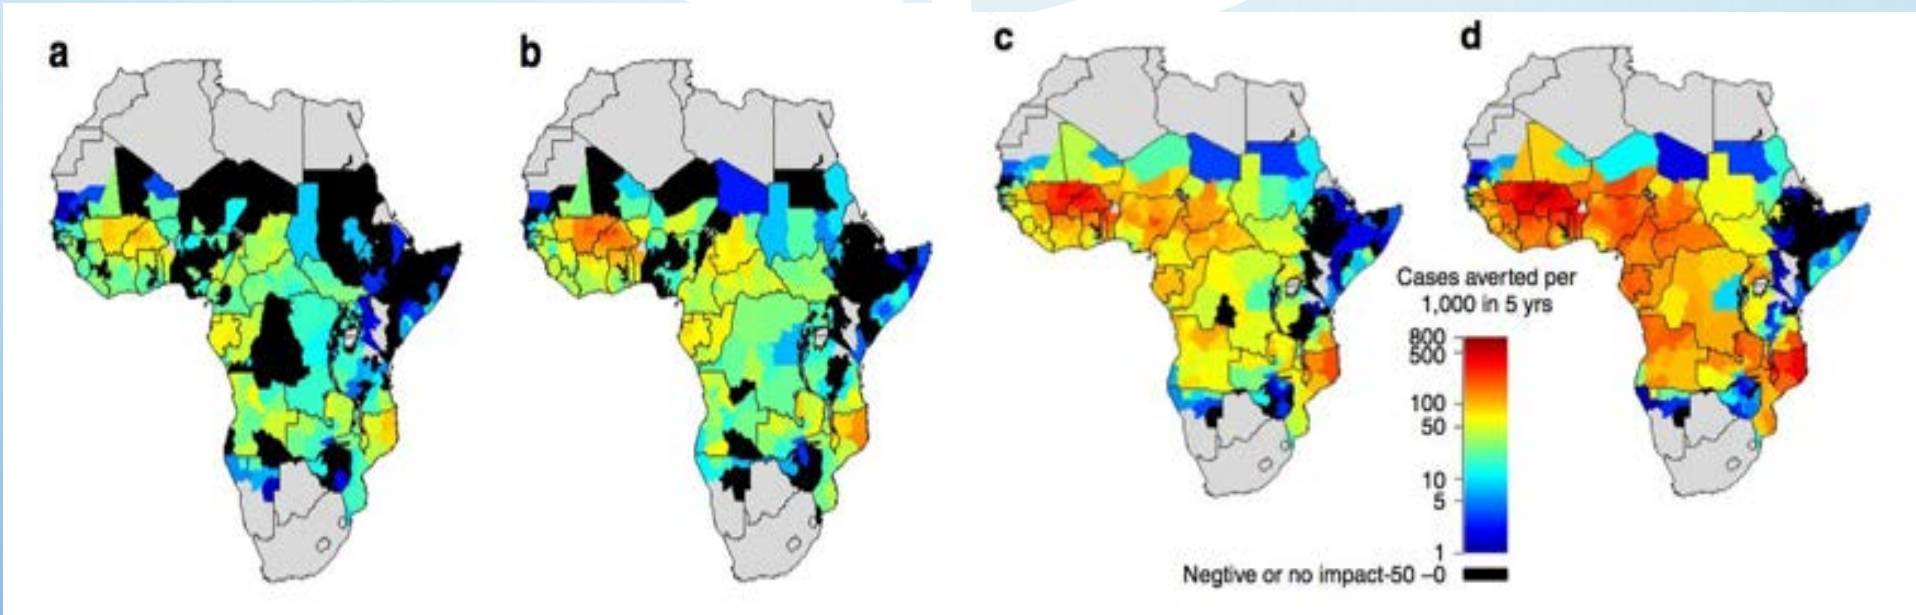 a
b
c
d
Cases averted per
1,000 in 5 yrs
800
500
100
50
10
5
1
Negtive or no impact-50 –0